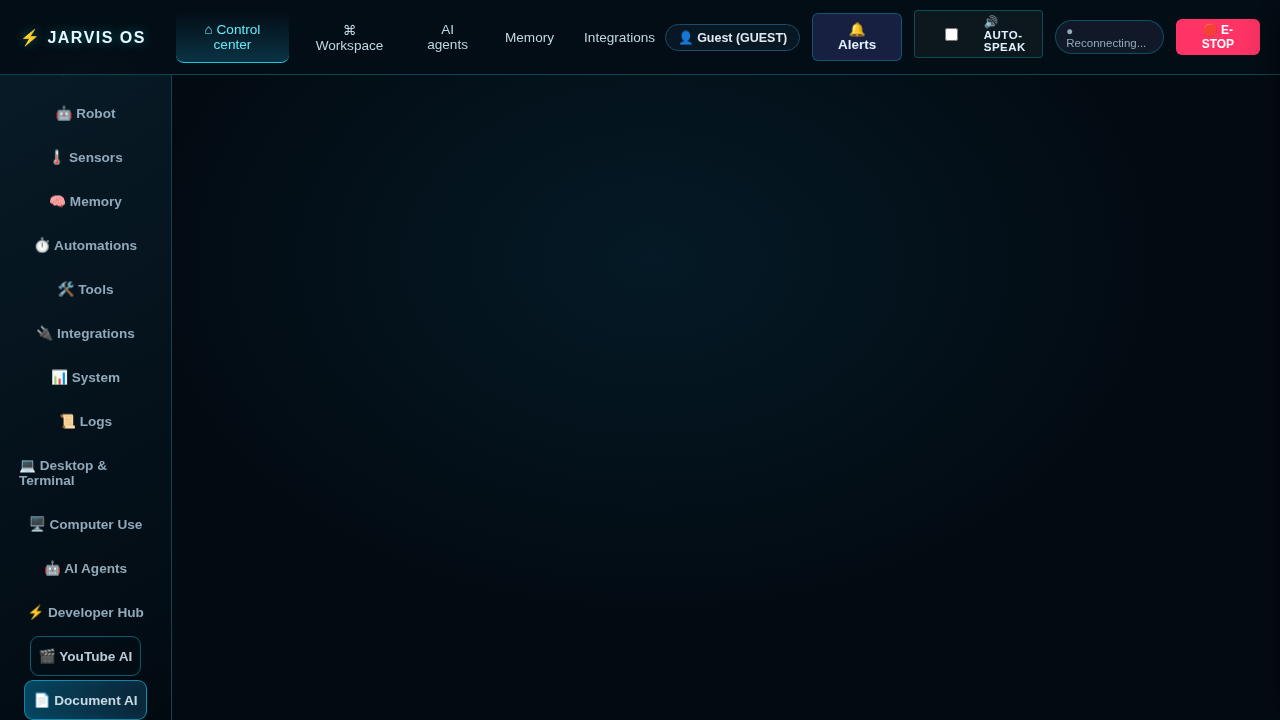 ⚡ JARVIS OS
⌂ Control
center
⌘
Workspace
AI
agents
Memory
Integrations
👤 Guest (GUEST)
🔔
Alerts
🔊
AUTO-
SPEAK
●
Reconnecting...
🛑 E-
STOP
🤖 Robot
🌡️ Sensors
🧠 Memory
⏱️ Automations
🛠️ Tools
🔌 Integrations
📊 System
📜 Logs
💻 Desktop &
Terminal
🖥️ Computer Use
🤖 AI Agents
⚡ Developer Hub
🎬 YouTube AI
📄 Document AI